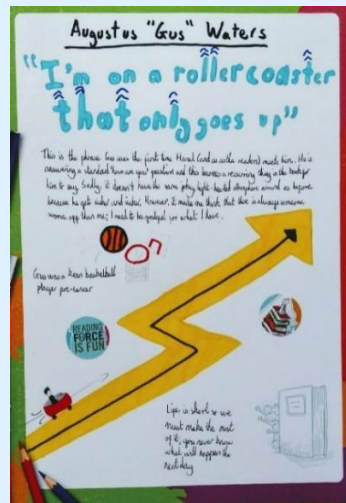 Augustus "Gus" Waters
"I'm on a rollercoaster
that only goes up"
This is the phrase Gus uses the first time Hazel (and us as the readers) meets him. He is
answering a standard 'how are you' question and this becomes a recurring thing in the book for
him to say. Sadly, it doesn't have the same light-hearted atmosphere around as
because he gets sicker and sicker. However, it made me think that there is always someone
worse off than me; I need to be grateful for what I have.
Gus was a keen basketball
player pre-cancer
READING
FORCE
IS FUN
Life is short so we
must make the most
of it, you never know
what will happen the
next day